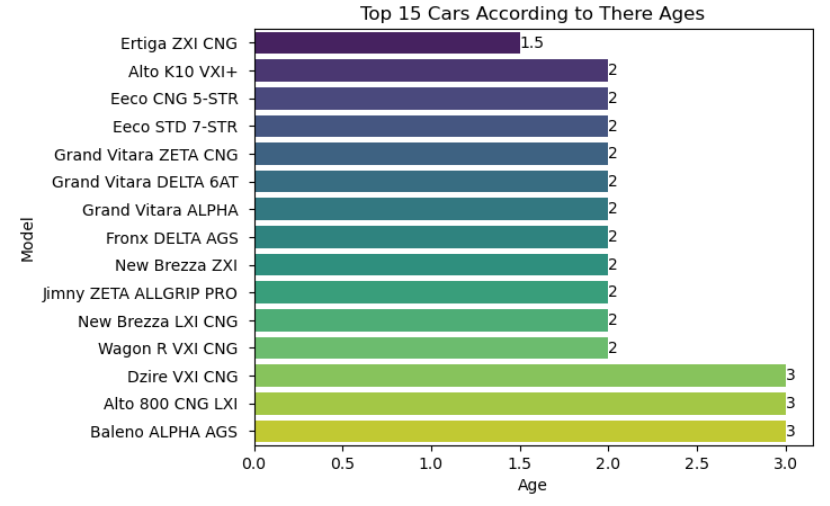 Top 15 Cars According to There Ages
Ertiga ZXI CNG 1.5
Alto K10 VXI+ 2
Eeco CNG 5-STR 2
Eeco STD 7-STR 2
Grand Vitara ZETA CNG 2
Grand Vitara DELTA 6AT 2
Grand Vitara ALPHA 2
Fronx DELTA AGS 2
New Brezza ZXI 2
Jimny ZETA ALLGRIP PRO 2
New Brezza LXI CNG 2
Wagon R VXI CNG 2
Dzire VXI CNG 3
Alto 800 CNG LXI 3
Baleno ALPHA AGS 3
Model
0.0 0.5 1.0 1.5 2.0 2.5 3.0
Age